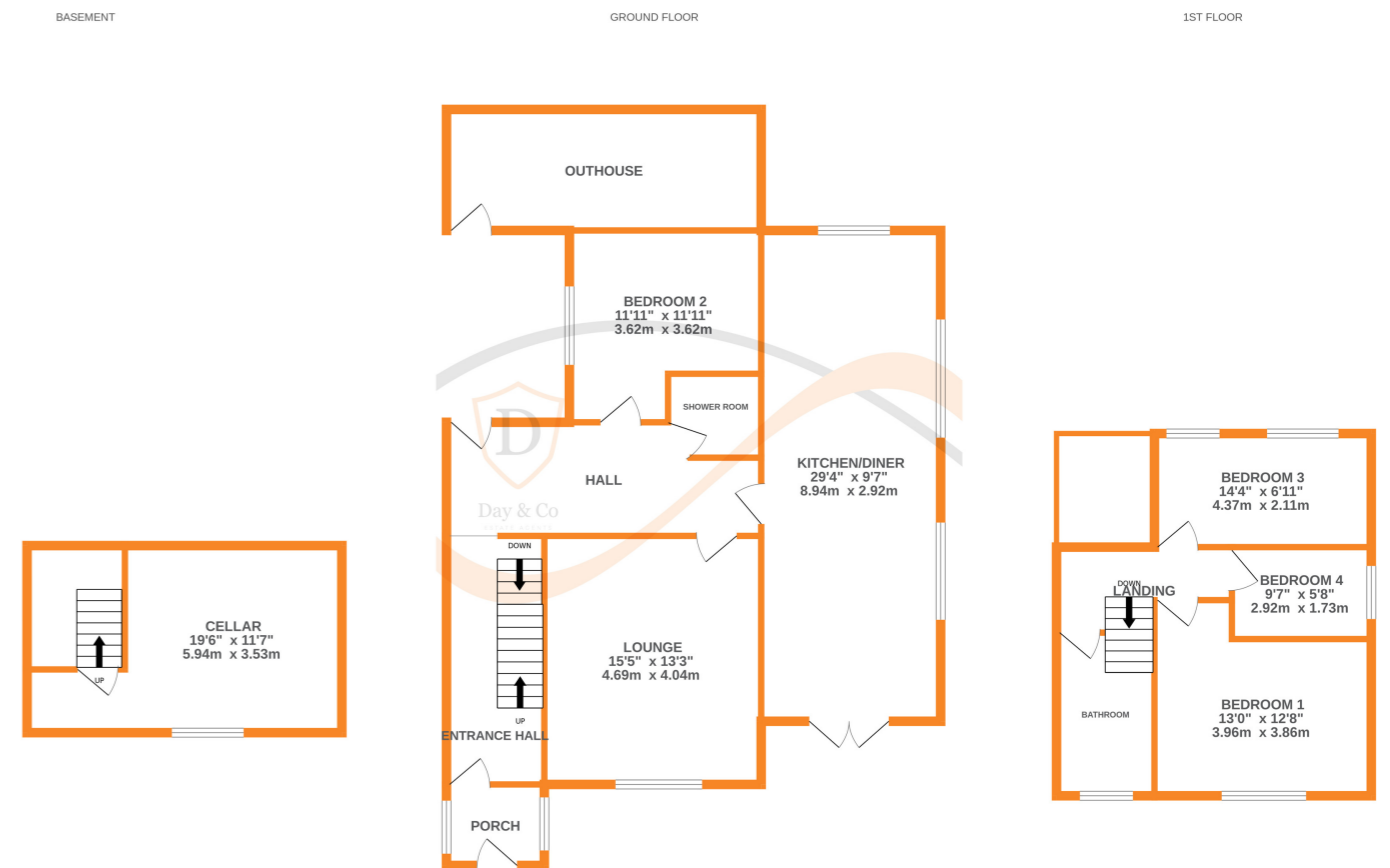 BASEMENT
GROUND FLOOR
1ST FLOOR
OUTHOUSE
BEDROOM 2
11'11" x 11'11"
3.62m x 3.62m
SHOWER ROOM
KITCHEN/DINER
29'4" x 9'7"
8.94m x 2.92m
HALL
D
Day & Co
DOWN
LOUNGE
15'5" x 13'3"
4.69m x 4.04m
UP
ENTRANCE HALL
PORCH
CELLAR
19'6" x 11'7"
5.94m x 3.53m
UP
BEDROOM 3
14'4" x 6'11"
4.37m x 2.11m
DOWN
LANDING
BEDROOM 4
9'7" x 5'8"
2.92m x 1.73m
BATHROOM
BEDROOM 1
13'0" x 12'8"
3.96m x 3.86m